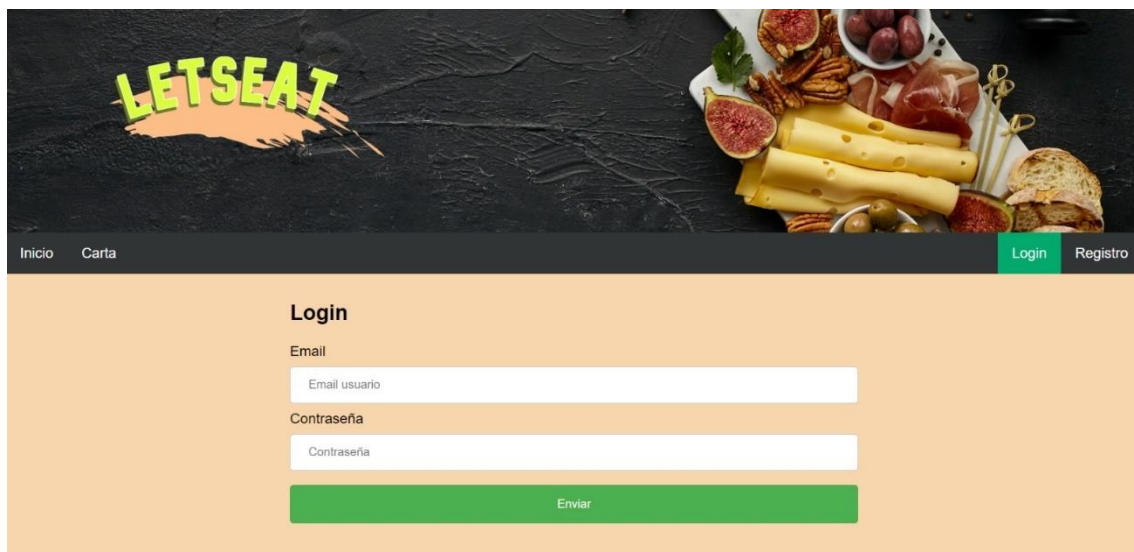 LETSEAT
Inicio Carta Login Registro
Login
Email
Email usuario
Contraseña
Contraseña
Enviar